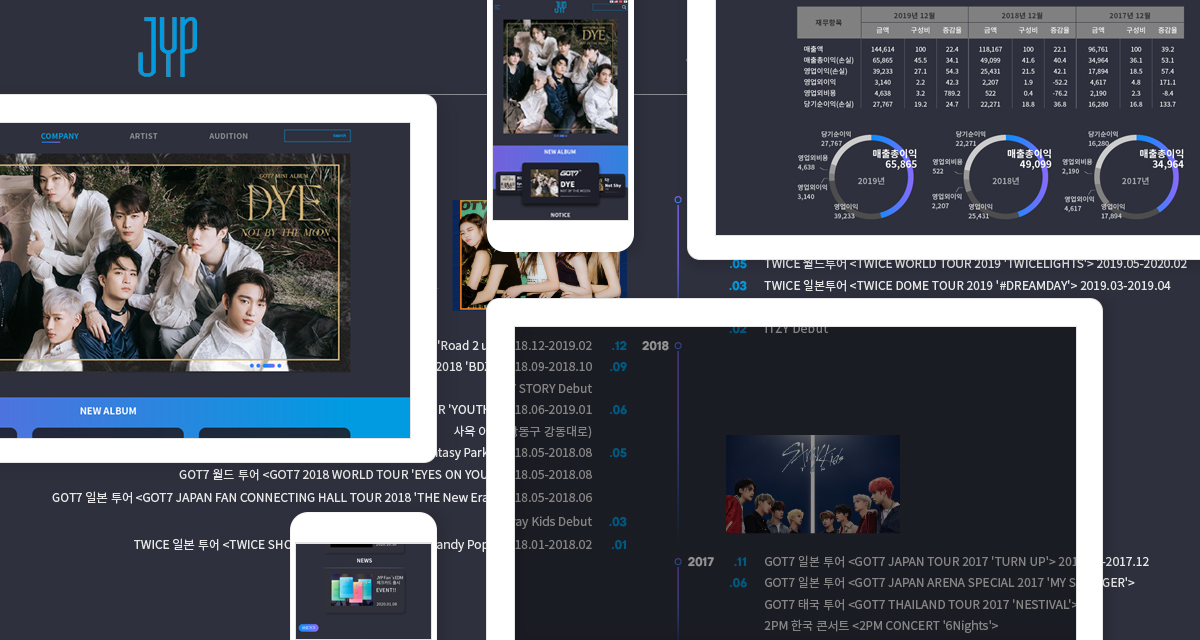 JYP
COMPANY
ARTIST
AUDITION
Search
GOT7 MINI ALBUM
DYE
NOT BY THE MOON
NEW ALBUM
JYP
DYE
NOT BY THE MOON
NEW ALBUM
GOT7
DYE
NOT BY THE MOON
Not Shy
NOTICE
재무항목 2019년 12월 2018년 12월 2017년 12월
금액 구성비 증감율 금액 구성비 증감율 금액 구성비 증감율
매출액 144,614 100 22.4 118,167 100 22.1 96,761 100 39.2
매출총이익(손실) 65,865 45.5 34.1 49,099 41.6 40.4 34,964 36.1 53.1
영업이익(손실) 39,233 27.1 54.3 25,431 21.5 42.1 17,894 18.5 57.4
영업외이익 3,140 2.2 42.3 2,207 1.9 -52.2 4,617 4.8 171.1
영업외비용 4,638 3.2 789.2 522 0.4 -76.2 2,190 2.3 -8.4
당기순이익(손실) 27,767 19.2 24.7 22,271 18.8 36.8 16,280 16.8 133.7
당기순이익
27,767
영업외비용
4,638
영업외이익
3,140
영업이익
39,233
매출총이익
65,865
2019년
당기순이익
22,271
영업외비용
522
영업외이익
2,207
영업이익
25,431
매출총이익
49,099
2018년
당기순이익
16,280
영업외비용
2,190
영업외이익
4,617
영업이익
17,894
매출총이익
34,964
2017년
.05 TWICE 월드투어 <TWICE WORLD TOUR 2019 'TWICELIGHTS'> 2019.05-2020.02
.03 TWICE 일본투어 <TWICE DOME TOUR 2019 '#DREAMDAY'> 2019.03-2019.04
.02 ITZY Debut
'Road 2 u 18.12-2019.02 .12 2018
2018 'BD 18.09-2018.10 .09
STORY Debut
R 'YOUTH 18.06-2019.01 .06
사옥 이 강동구 강동대로)
ntasy Park 18.05-2018.08 .05
GOT7 월드 투어 <GOT7 2018 WORLD TOUR 'EYES ON YOU 18.05-2018.08
GOT7 일본 투어 <GOT7 JAPAN FAN CONNECTING HALL TOUR 2018 'THE New Era 18.05-2018.06
ray Kids Debut .03
TWICE 일본 투어 <TWICE SHO andy Pop 18.01-2018.02 .01
Stray Kids
2017 .11 GOT7 일본 투어 <GOT7 JAPAN TOUR 2017 'TURN UP'> 201 -2017.12
.06 GOT7 일본 투어 <GOT7 JAPAN ARENA SPECIAL 2017 'MY S GER'>
GOT7 태국 투어 <GOT7 THAILAND TOUR 2017 'NESTIVAL'>
2PM 한국 콘서트 <2PM CONCERT '6Nights'>
NEWS
JYP Fan's EDM
EVENT!!
2020.01.08